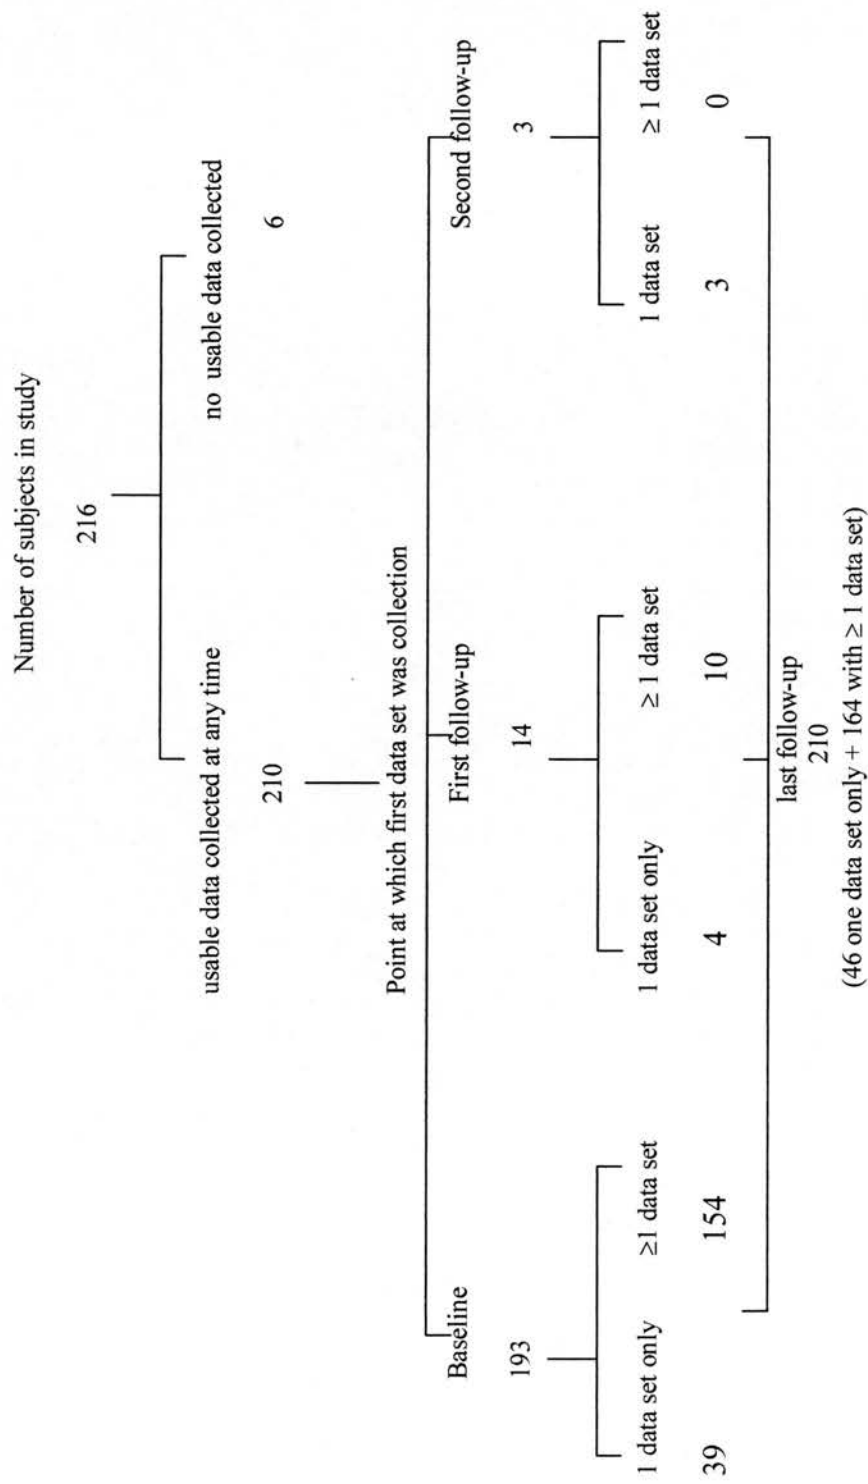 Number of subjects in study
216
usable data collected at any time no usable data collected
210 6
Point at which first data set was collection
Baseline First follow-up Second follow-up
193 14 3
1 data set only ≥1 data set 1 data set only ≥ 1 data set 1 data set ≥ 1 data set
39 154 4 10 3 0
last follow-up
210
(46 one data set only + 164 with ≥ 1 data set)